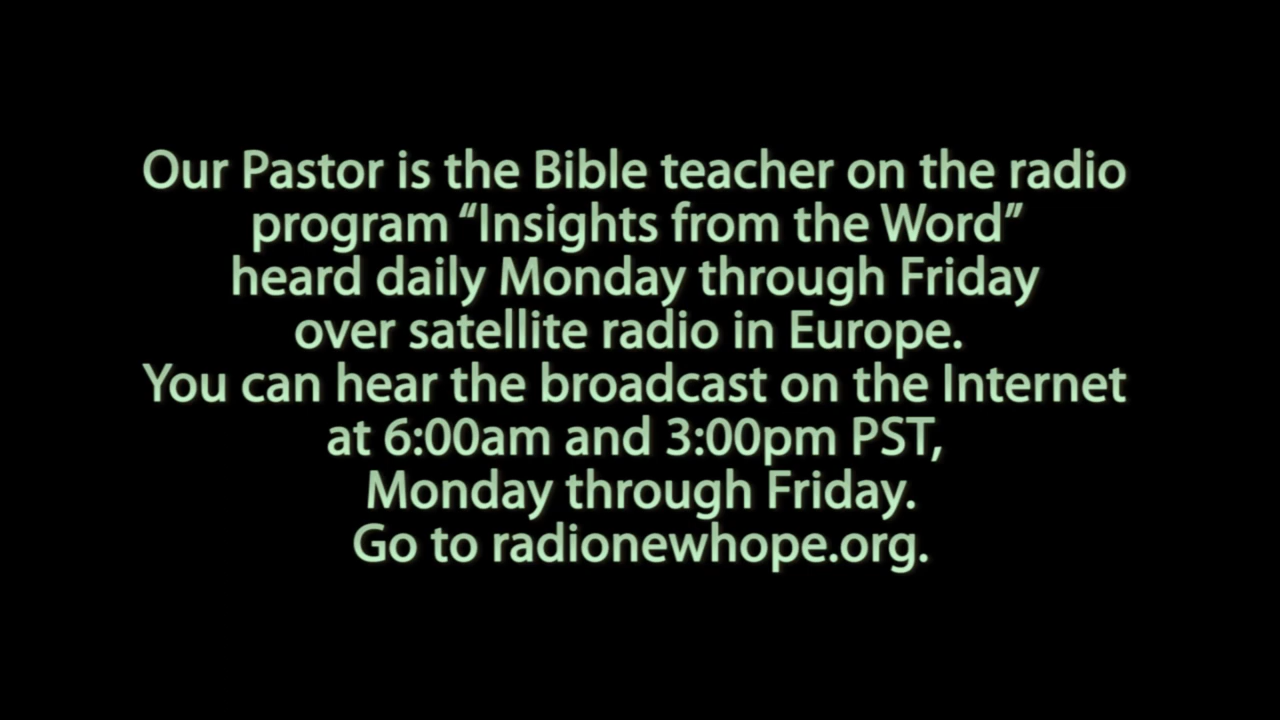 Our Pastor is the Bible teacher on the radio
program “Insights from the Word”
heard daily Monday through Friday
over satellite radio in Europe.
You can hear the broadcast on the Internet
at 6:00am and 3:00pm PST,
Monday through Friday.
Go to radionewhope.org.